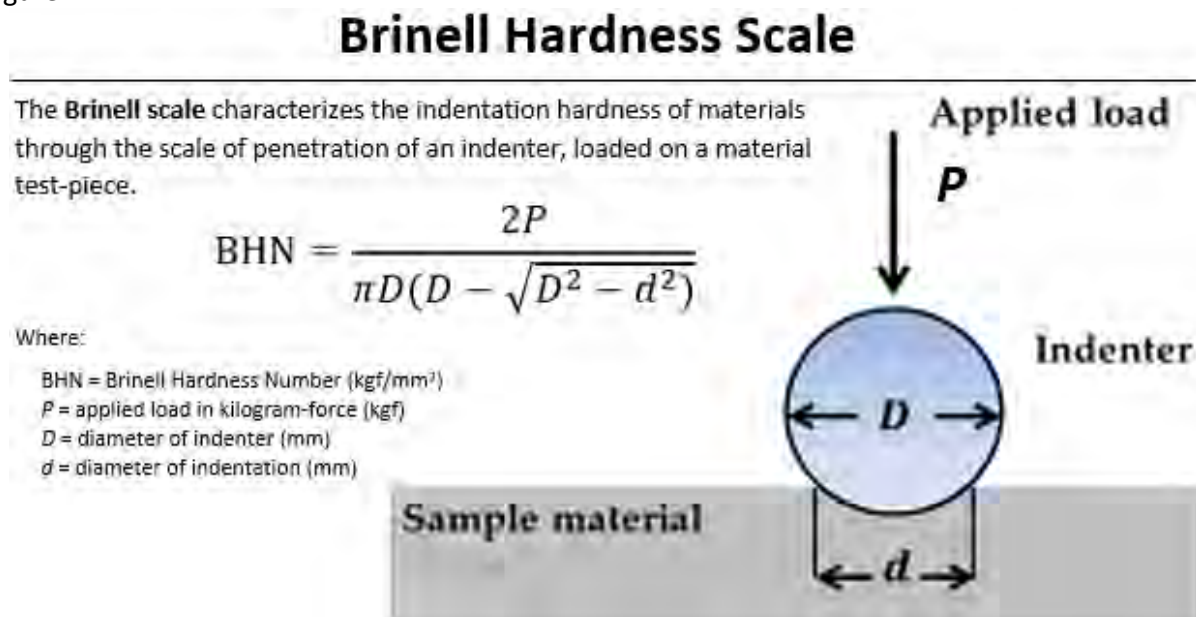 Brinell Hardness Scale
The Brinell scale characterizes the indentation hardness of materials
through the scale of penetration of an indenter, loaded on a material
test-piece.
BHN = 2P / πD(D − √(D² − d²))
Where:
BHN = Brinell Hardness Number (kgf/mm²)
P = applied load in kilogram-force (kgf)
D = diameter of indenter (mm)
d = diameter of indentation (mm)
Applied load
P
Indenter
D
Sample material
d